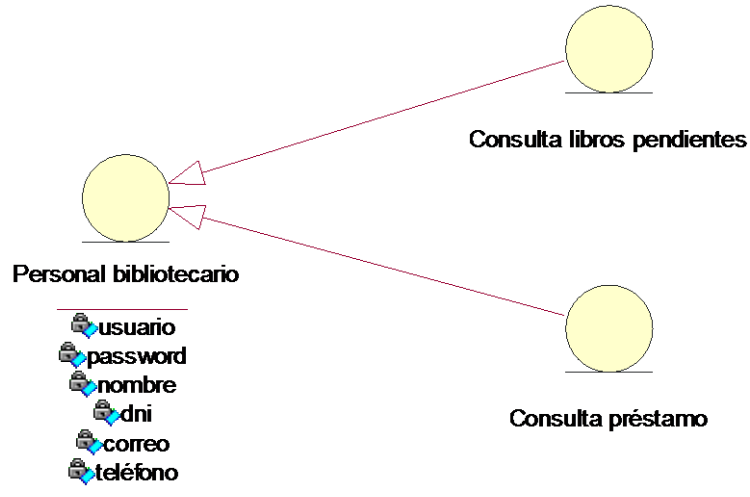 Consulta libros pendientes
Personal bibliotecario
usuario
password
nombre
dni
correo
teléfono
Consulta préstamo